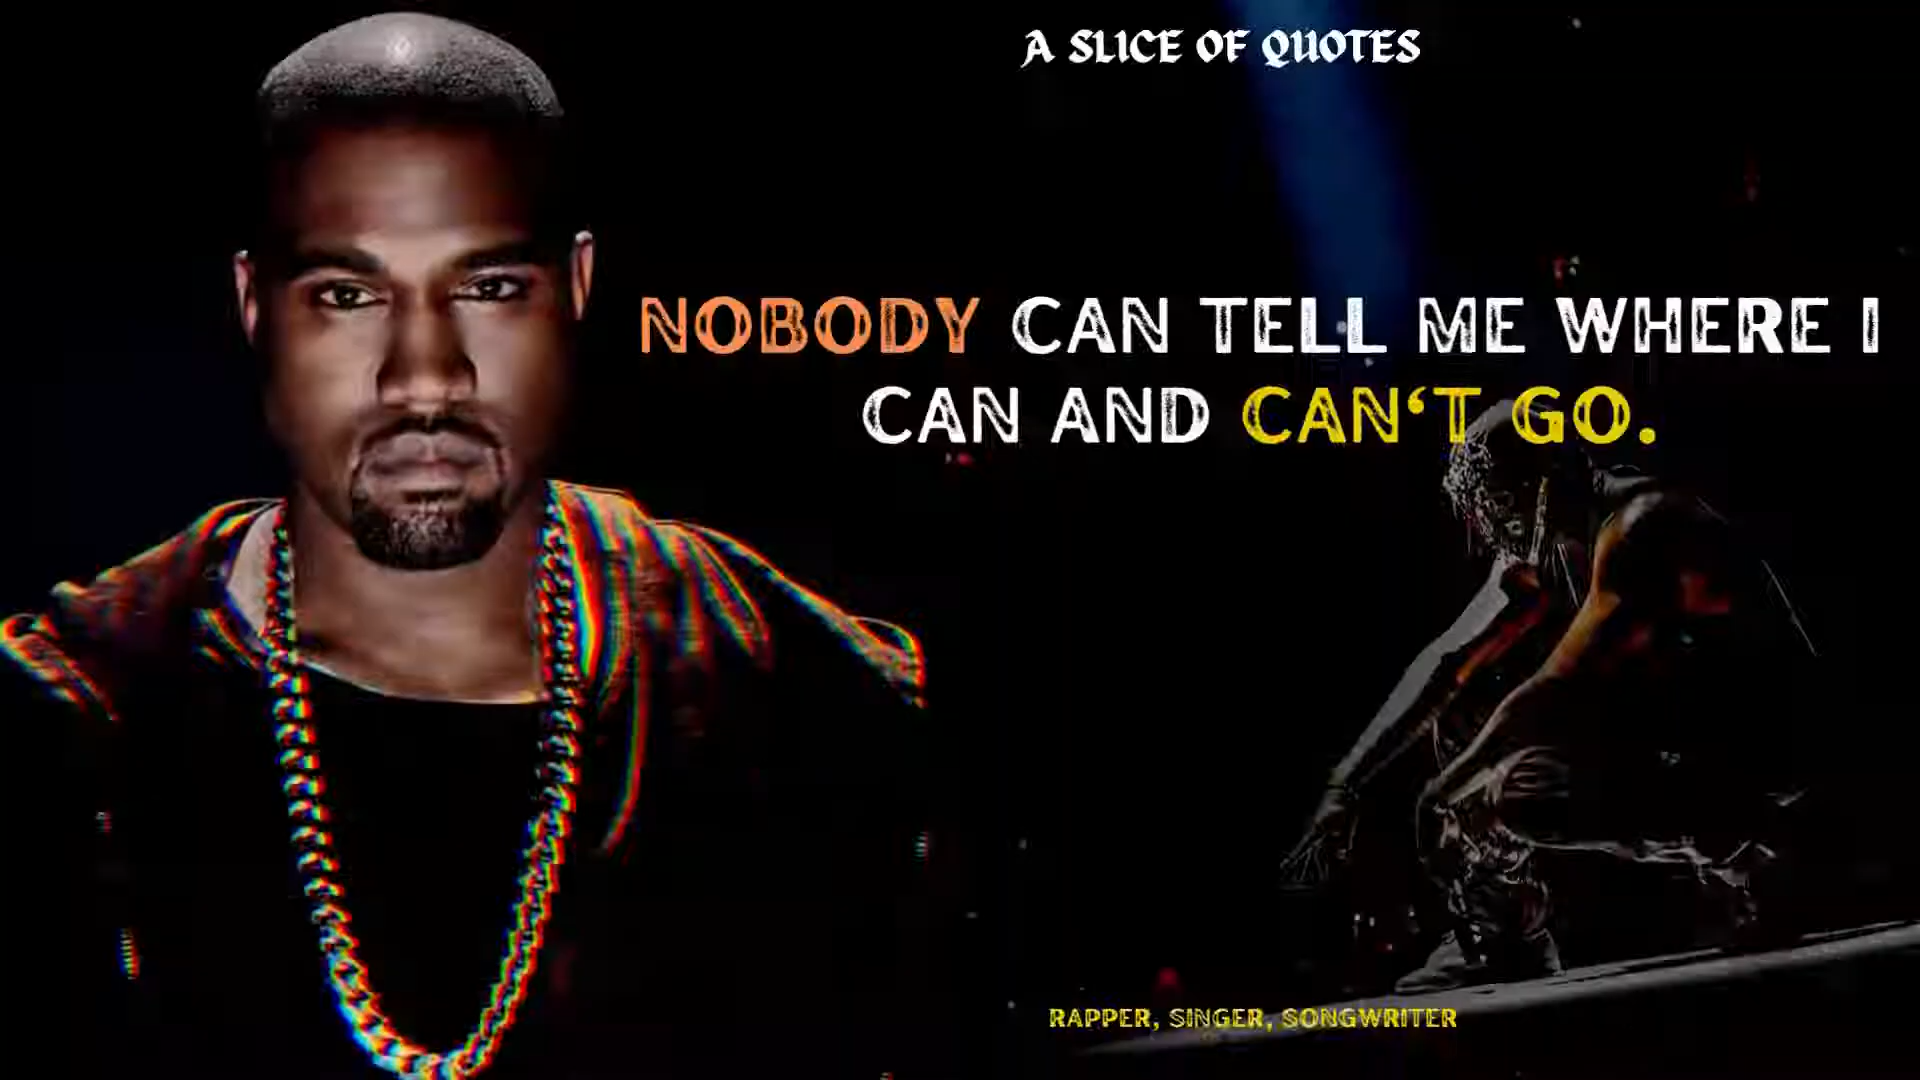 A SLICE OF QUOTES
NOBODY CAN TELL ME WHERE I
CAN AND CAN‘T GO.
RAPPER, SINGER, SONGWRITER